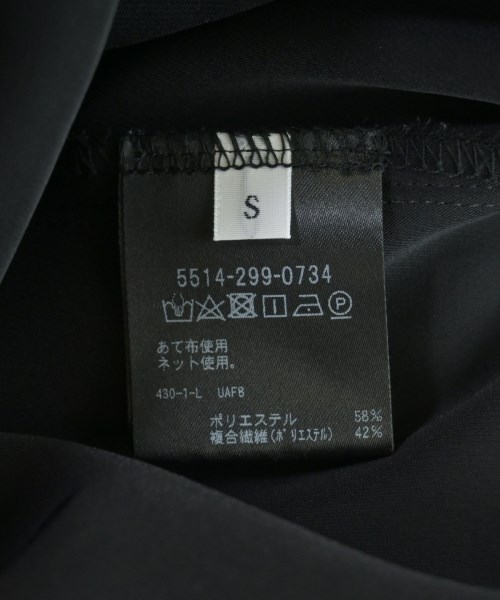 S
5514-299-0734
あて布使用
ネット使用。
430-1-L UAFB
ポリエステル 58%
複合繊維(ポリエステル) 42%